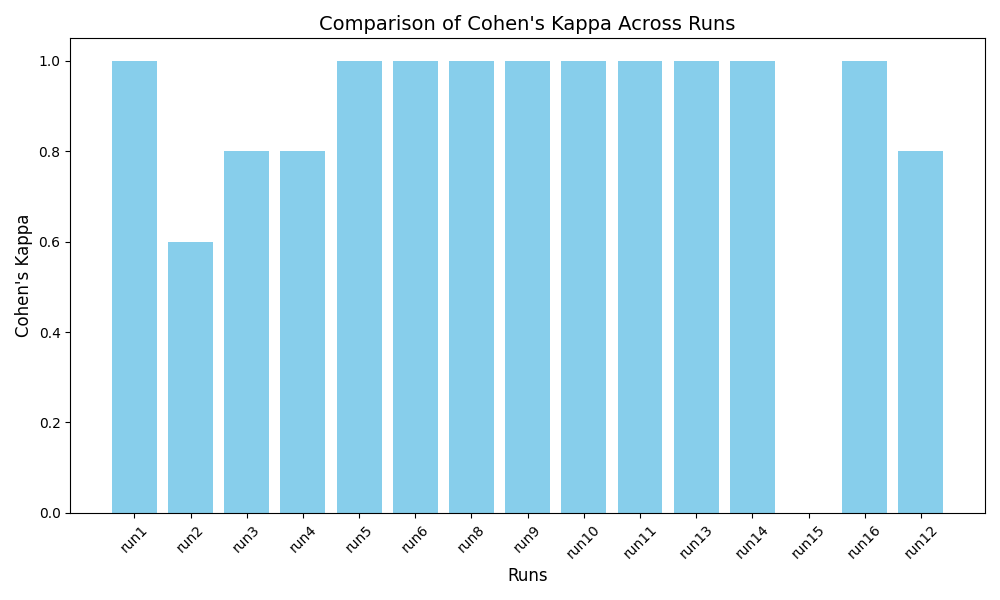 Comparison of Cohen's Kappa Across Runs
Cohen's Kappa
1.0
0.8
0.6
0.4
0.2
0.0
run1
run2
run3
run4
run5
run6
run8
run9
run10
run11
run13
run14
run15
run16
run12
Runs